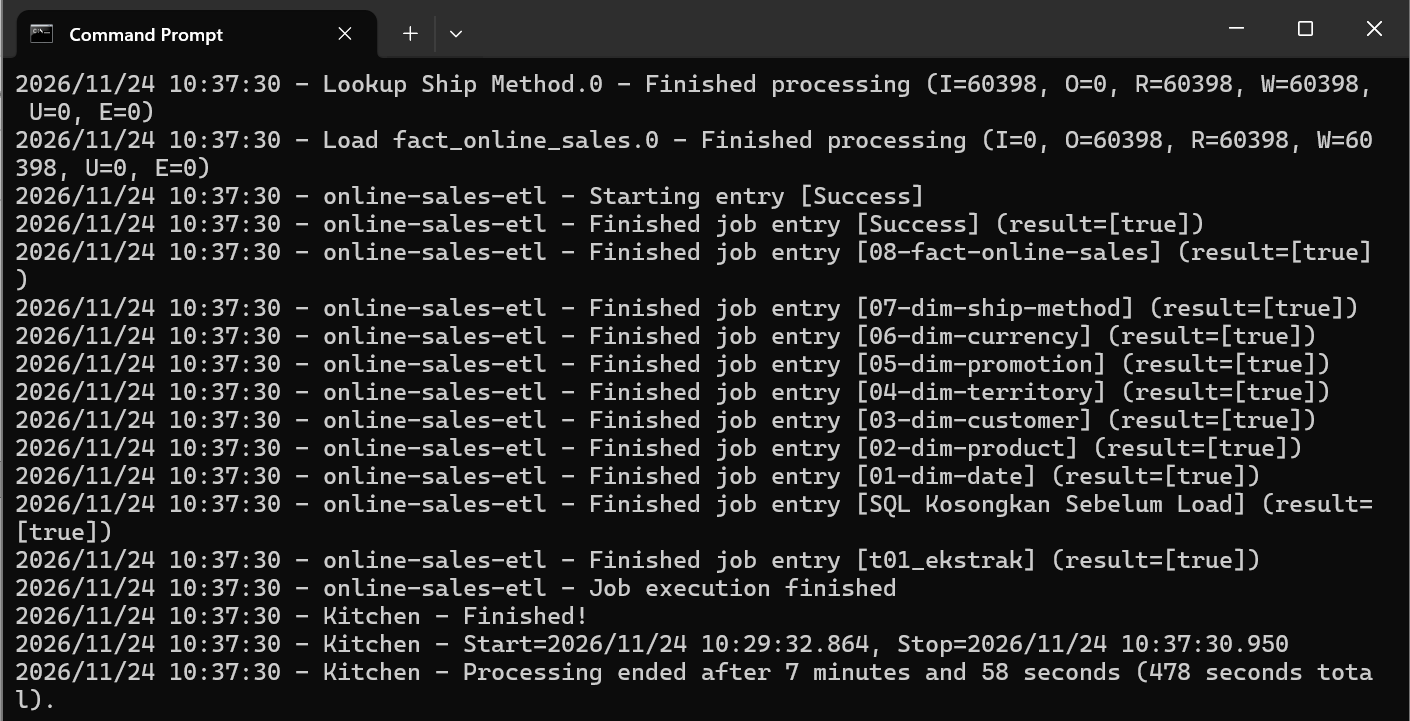 Command Prompt
2026/11/24 10:37:30 - Lookup Ship Method.0 - Finished processing (I=60398, O=0, R=60398, W=60398,
 U=0, E=0)
2026/11/24 10:37:30 - Load fact_online_sales.0 - Finished processing (I=0, O=60398, R=60398, W=60
398, U=0, E=0)
2026/11/24 10:37:30 - online-sales-etl - Starting entry [Success]
2026/11/24 10:37:30 - online-sales-etl - Finished job entry [Success] (result=[true])
2026/11/24 10:37:30 - online-sales-etl - Finished job entry [08-fact-online-sales] (result=[true]
)
2026/11/24 10:37:30 - online-sales-etl - Finished job entry [07-dim-ship-method] (result=[true])
2026/11/24 10:37:30 - online-sales-etl - Finished job entry [06-dim-currency] (result=[true])
2026/11/24 10:37:30 - online-sales-etl - Finished job entry [05-dim-promotion] (result=[true])
2026/11/24 10:37:30 - online-sales-etl - Finished job entry [04-dim-territory] (result=[true])
2026/11/24 10:37:30 - online-sales-etl - Finished job entry [03-dim-customer] (result=[true])
2026/11/24 10:37:30 - online-sales-etl - Finished job entry [02-dim-product] (result=[true])
2026/11/24 10:37:30 - online-sales-etl - Finished job entry [01-dim-date] (result=[true])
2026/11/24 10:37:30 - online-sales-etl - Finished job entry [SQL Kosongkan Sebelum Load] (result=
[true])
2026/11/24 10:37:30 - online-sales-etl - Finished job entry [t01_ekstrak] (result=[true])
2026/11/24 10:37:30 - online-sales-etl - Job execution finished
2026/11/24 10:37:30 - Kitchen - Finished!
2026/11/24 10:37:30 - Kitchen - Start=2026/11/24 10:29:32.864, Stop=2026/11/24 10:37:30.950
2026/11/24 10:37:30 - Kitchen - Processing ended after 7 minutes and 58 seconds (478 seconds tota
l).